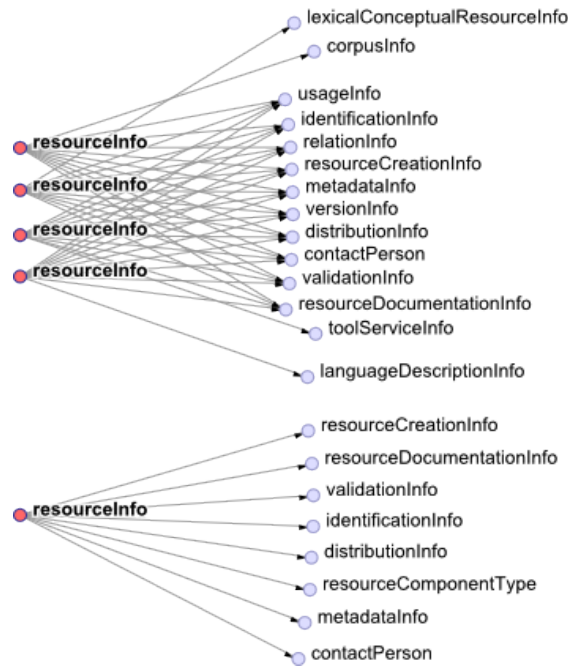 lexicalConceptualResourceInfo
corpusInfo
usageInfo
identificationInfo
resourceInfo
relationInfo
resourceCreationInfo
resourceInfo
metadataInfo
versionInfo
resourceInfo
distributionInfo
contactPerson
resourceInfo
validationInfo
resourceDocumentationInfo
toolServiceInfo
languageDescriptionInfo
resourceCreationInfo
resourceDocumentationInfo
validationInfo
resourceInfo
identificationInfo
distributionInfo
resourceComponentType
metadataInfo
contactPerson